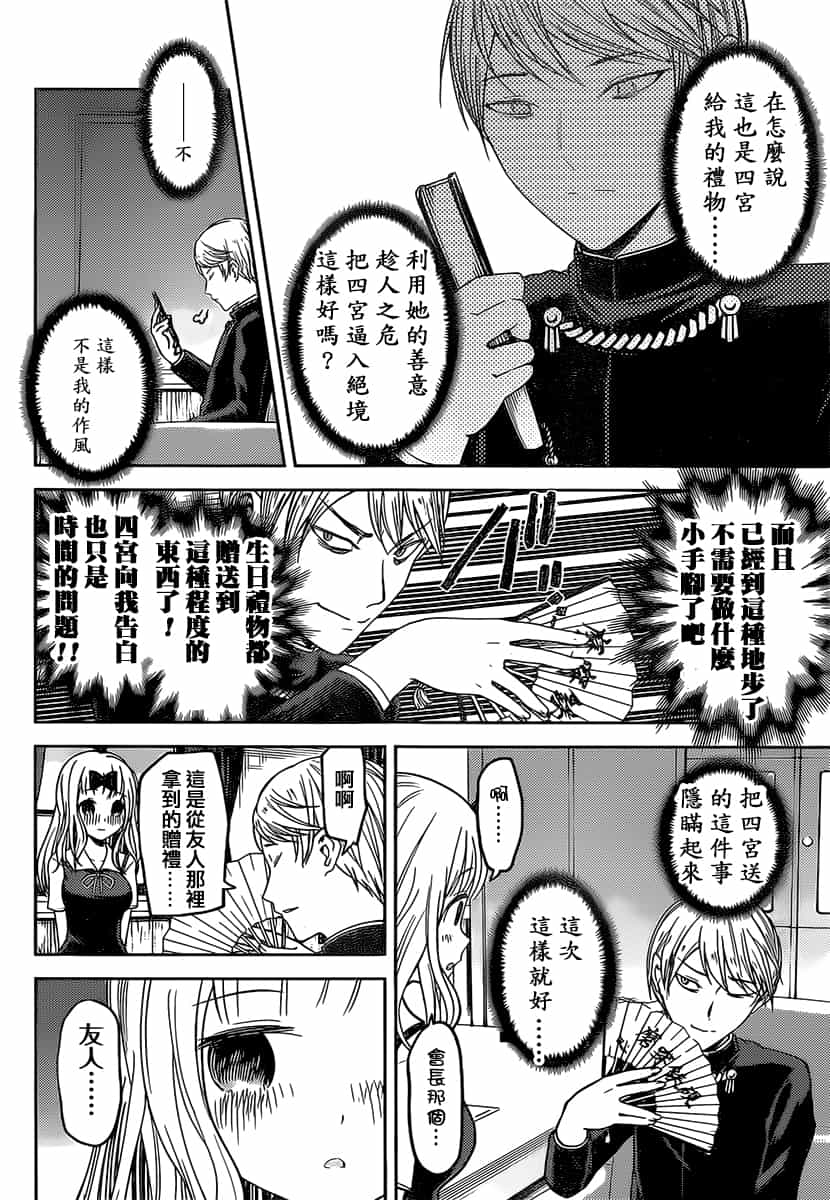 在怎麼說
這也是四宮
給我的禮物……
利用她的善意
趁人之危
把四宮逼入絕境
這樣好嗎？
——不
這樣
不是我的作風
而且
已經到這種地步了
不需要做什麼
小手腳了吧
生日禮物都
贈送到
這種程度的
東西了！
四宮向我告白
也只是
時間的問題!!
把四宮送
的這件事
隱瞞起來
這次
這樣就好……
啊…
會長那個…
啊啊
這是從友人那裡
拿到的贈禮……
友人……